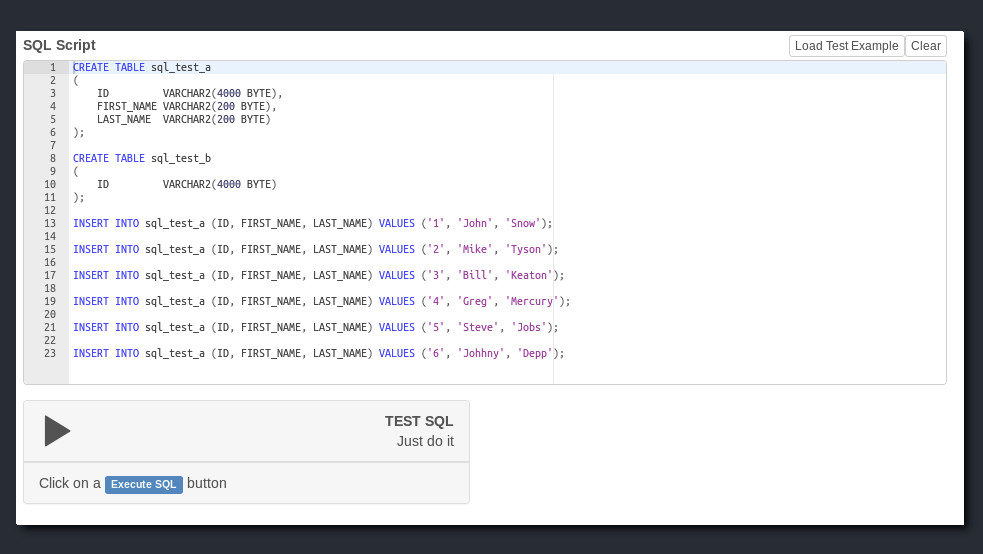 SQL Script
Load Test Example Clear
1 CREATE TABLE sql_test_a
2 (
3 ID VARCHAR2(4000 BYTE),
4 FIRST_NAME VARCHAR2(200 BYTE),
5 LAST_NAME VARCHAR2(200 BYTE)
6 );
7
8 CREATE TABLE sql_test_b
9 (
10 ID VARCHAR2(4000 BYTE)
11 );
12
13 INSERT INTO sql_test_a (ID, FIRST_NAME, LAST_NAME) VALUES ('1', 'John', 'Snow');
14
15 INSERT INTO sql_test_a (ID, FIRST_NAME, LAST_NAME) VALUES ('2', 'Mike', 'Tyson');
16
17 INSERT INTO sql_test_a (ID, FIRST_NAME, LAST_NAME) VALUES ('3', 'Bill', 'Keaton');
18
19 INSERT INTO sql_test_a (ID, FIRST_NAME, LAST_NAME) VALUES ('4', 'Greg', 'Mercury');
20
21 INSERT INTO sql_test_a (ID, FIRST_NAME, LAST_NAME) VALUES ('5', 'Steve', 'Jobs');
22
23 INSERT INTO sql_test_a (ID, FIRST_NAME, LAST_NAME) VALUES ('6', 'Johhny', 'Depp');
TEST SQL
Just do it
Click on a Execute SQL button